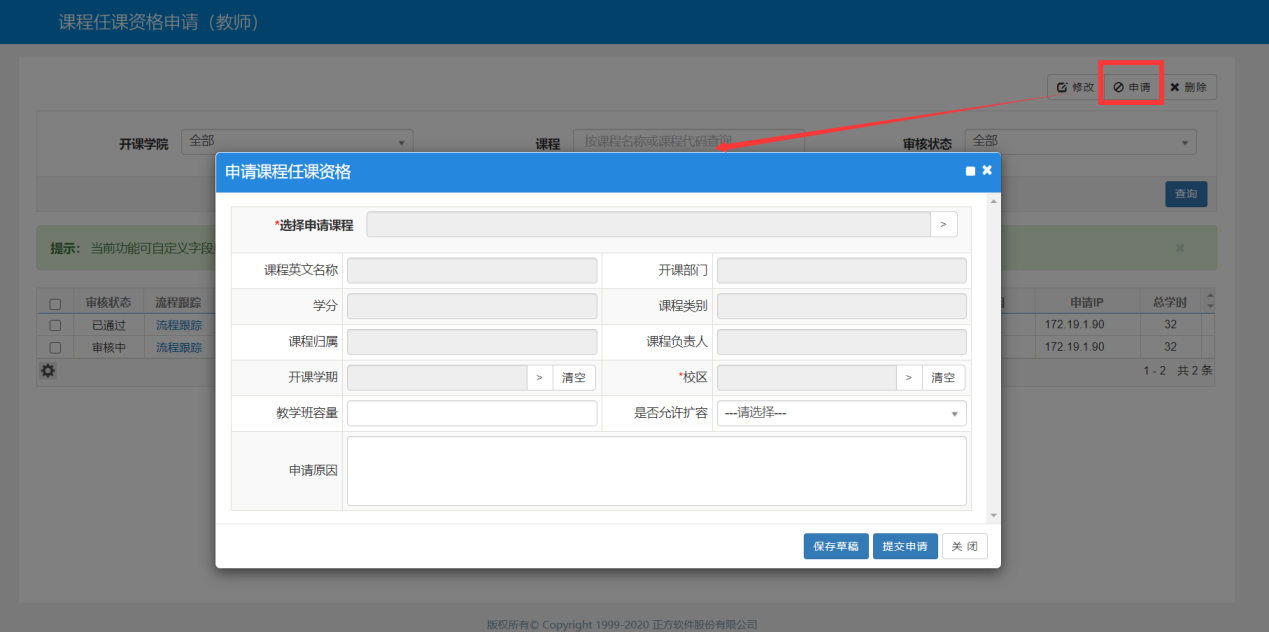 课程任课资格申请（教师）
修改 申请 删除
开课学院 全部 课程 按课程名称或课程代码查询 审核状态 全部
查询
申请课程任课资格
提示： 当前功能可自定义字段
*选择申请课程 >
课程英文名称 开课部门
学分 课程类别
课程归属 课程负责人
开课学期 > 清空 *校区 > 清空
教学班容量 是否允许扩容 ---请选择---
申请原因
保存草稿 提交申请 关 闭
审核状态 流程跟踪 申请IP 总学时
已通过 流程跟踪 172.19.1.90 32
审核中 流程跟踪 172.19.1.90 32
1 - 2 共 2 条
版权所有© Copyright 1999-2020 正方软件股份有限公司